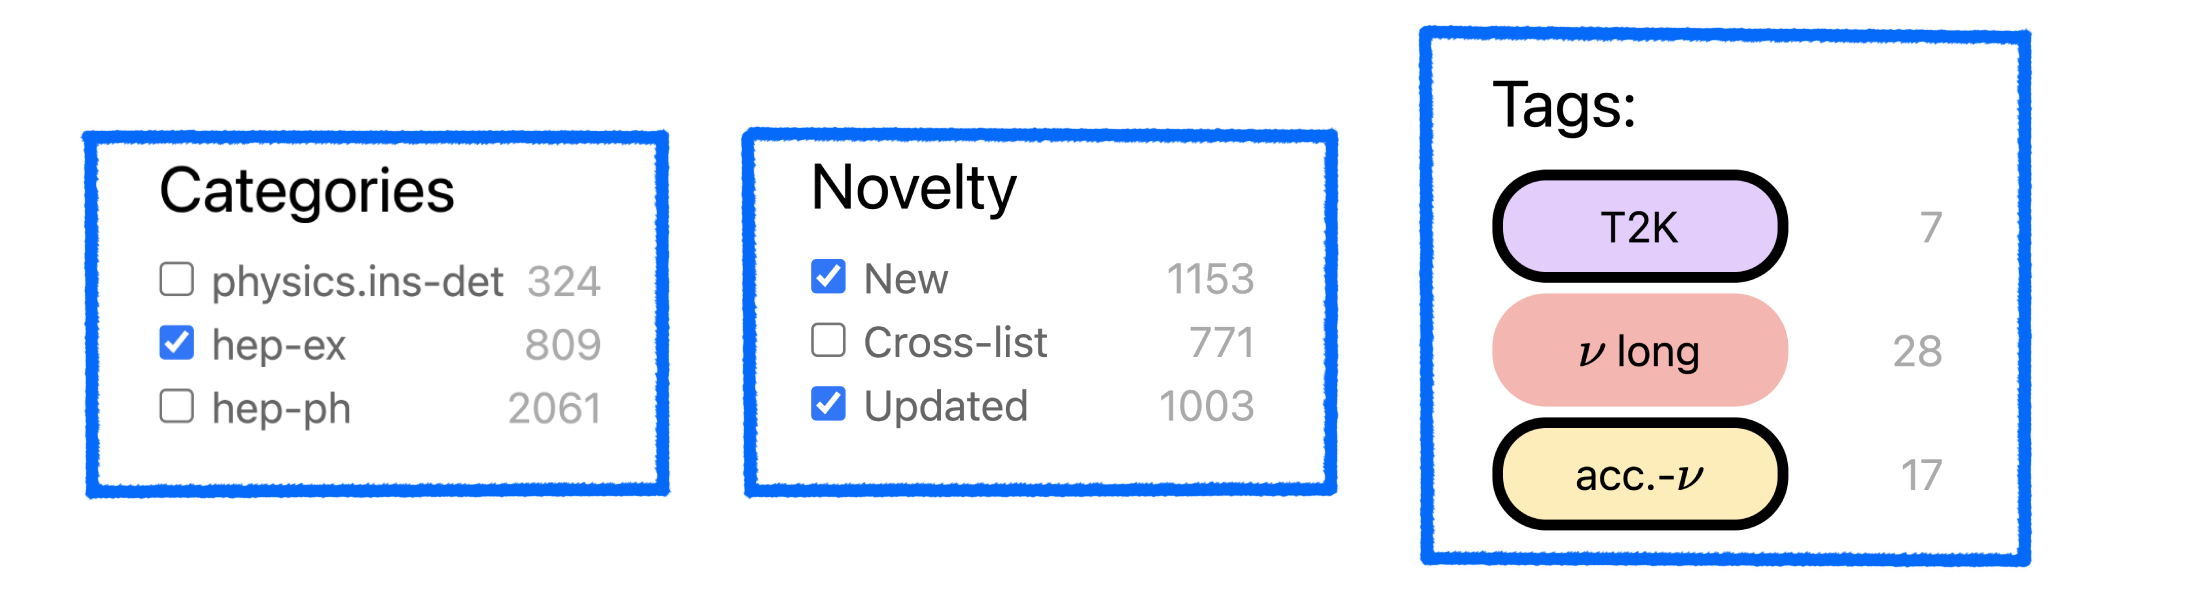 Categories
physics.ins-det 324
hep-ex 809
hep-ph 2061
Novelty
New 1153
Cross-list 771
Updated 1003
Tags:
T2K 7
ν long 28
acc.-ν 17